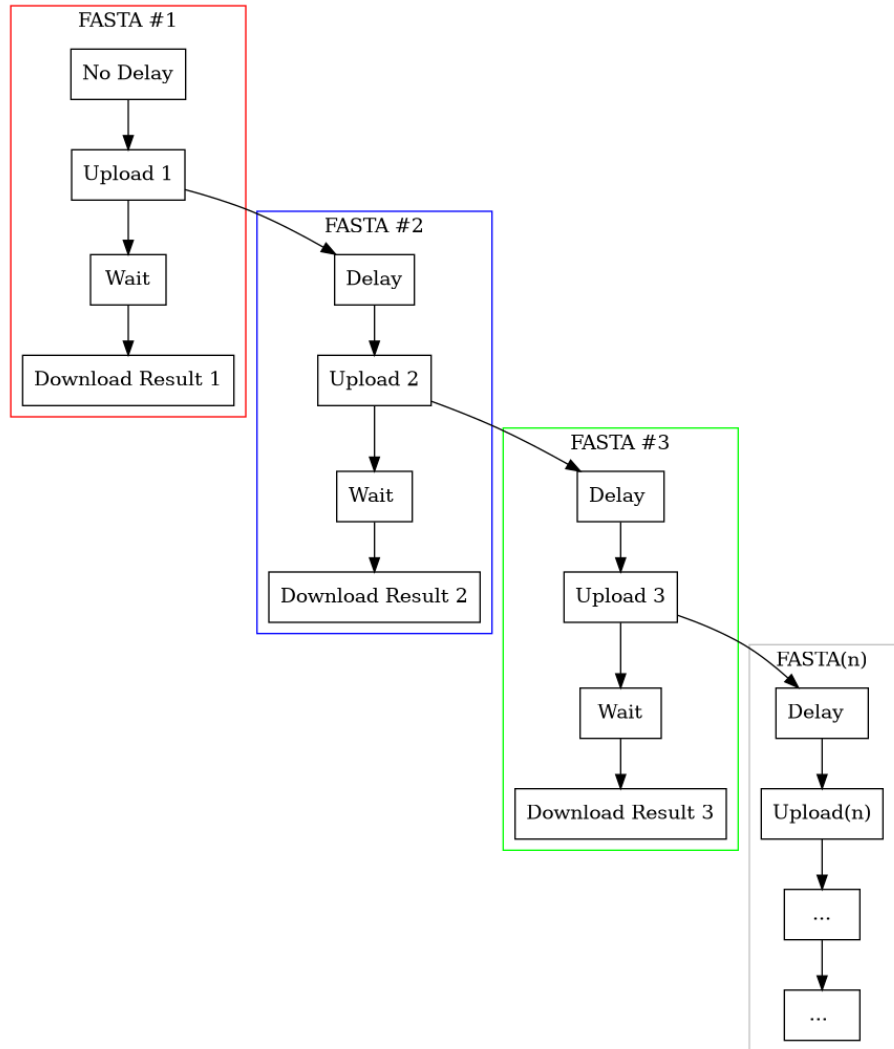 FASTA #1
No Delay
Upload 1
Wait
Download Result 1
FASTA #2
Delay
Upload 2
Wait
Download Result 2
FASTA #3
Delay
Upload 3
Wait
Download Result 3
FASTA(n)
Delay
Upload(n)
...
...